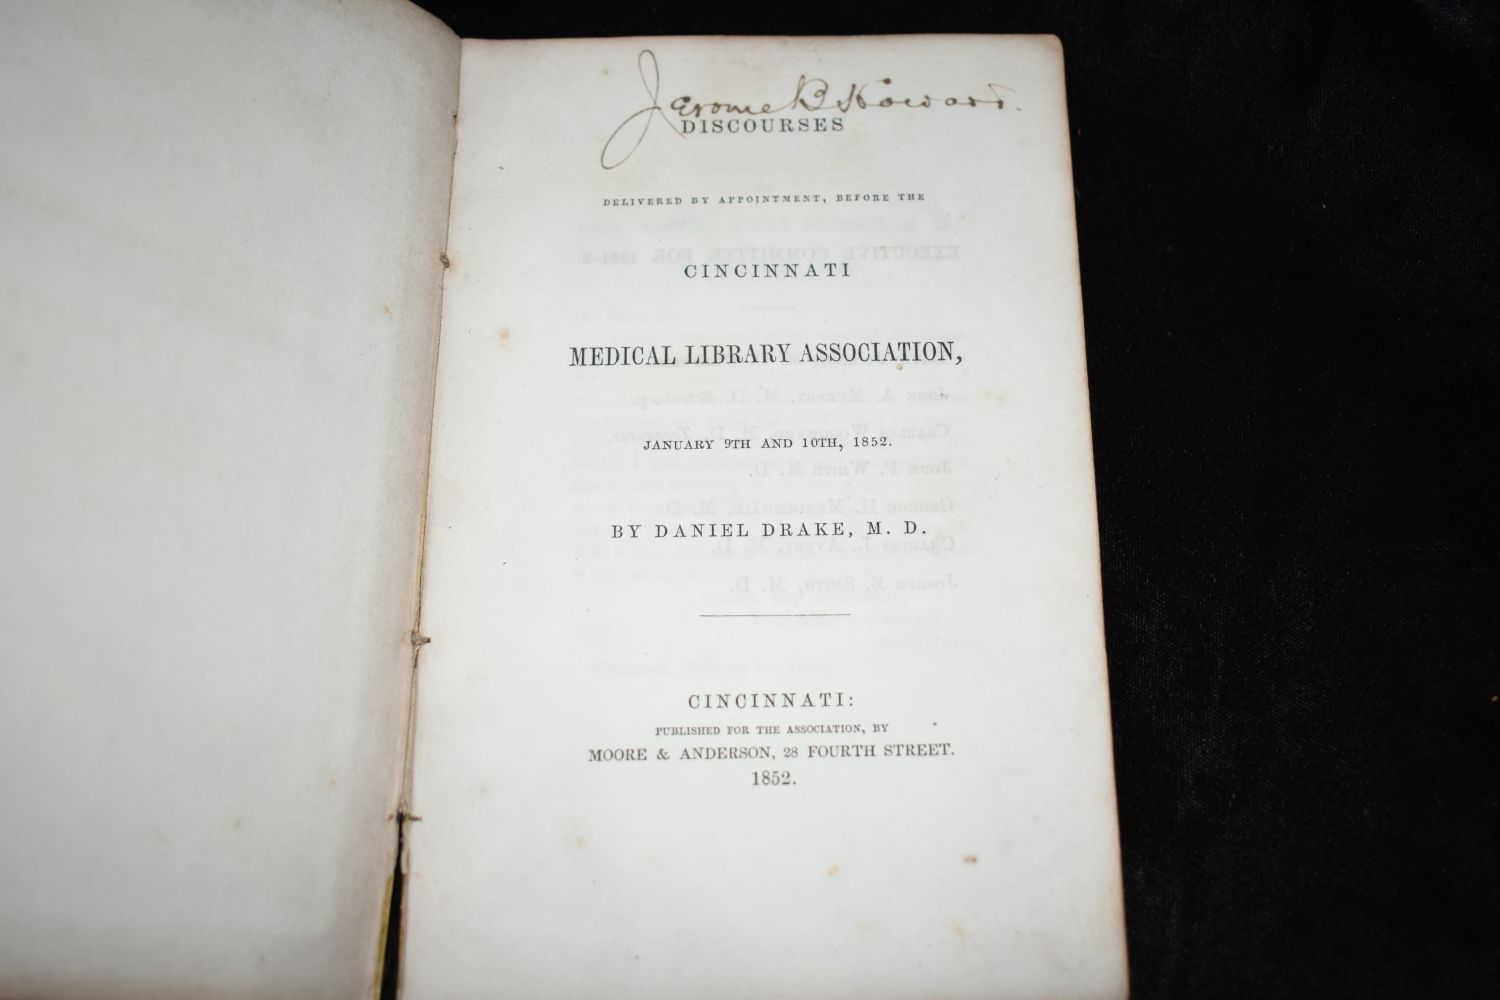 Jerome B Howard.
DISCOURSES
DELIVERED BY APPOINTMENT, BEFORE THE
CINCINNATI
MEDICAL LIBRARY ASSOCIATION,
JANUARY 9TH AND 10TH, 1852.
BY DANIEL DRAKE, M. D.
CINCINNATI:
PUBLISHED FOR THE ASSOCIATION, BY
MOORE & ANDERSON, 28 FOURTH STREET.
1852.